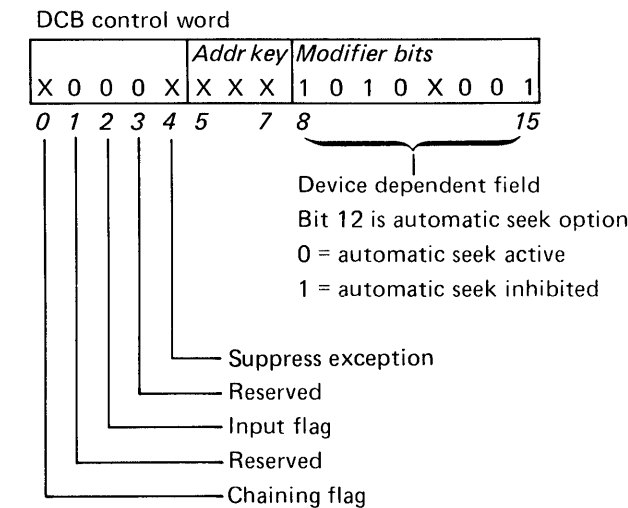 DCB control word
Addr key Modifier bits
X 0 0 0 X X X X 1 0 1 0 X 0 0 1
0 1 2 3 4 5 7 8 15
Device dependent field
Bit 12 is automatic seek option
0 = automatic seek active
1 = automatic seek inhibited
Suppress exception
Reserved
Input flag
Reserved
Chaining flag